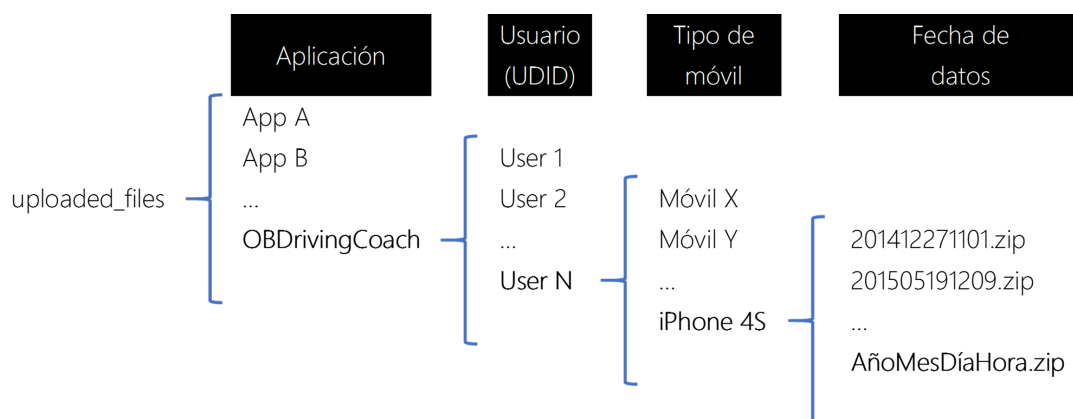 Aplicación
Usuario
(UDID)
Tipo de
móvil
Fecha de
datos
uploaded_files
App A
App B
...
OBDrivingCoach
User 1
User 2
...
User N
Móvil X
Móvil Y
...
iPhone 4S
201412271101.zip
201505191209.zip
...
AñoMesDíaHora.zip